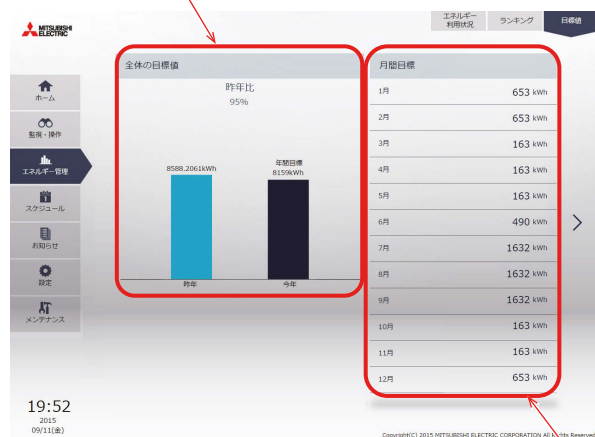 MITSUBISHI
ELECTRIC
エネルギー
利用状況
ランキング
目標値
ホーム
監視・操作
エネルギー管理
スケジュール
お知らせ
設定
メンテナンス
全体の目標値
昨年比
95%
8588.2061kWh
年間目標
8159kWh
昨年
今年
月間目標
1月 653 kWh
2月 653 kWh
3月 163 kWh
4月 163 kWh
5月 163 kWh
6月 490 kWh
7月 1632 kWh
8月 1632 kWh
9月 1632 kWh
10月 163 kWh
11月 163 kWh
12月 653 kWh
19:52
2015
09/11(金)
Copyright(C) 2015 MITSUBISHI ELECTRIC CORPORATION All Rights Reserved